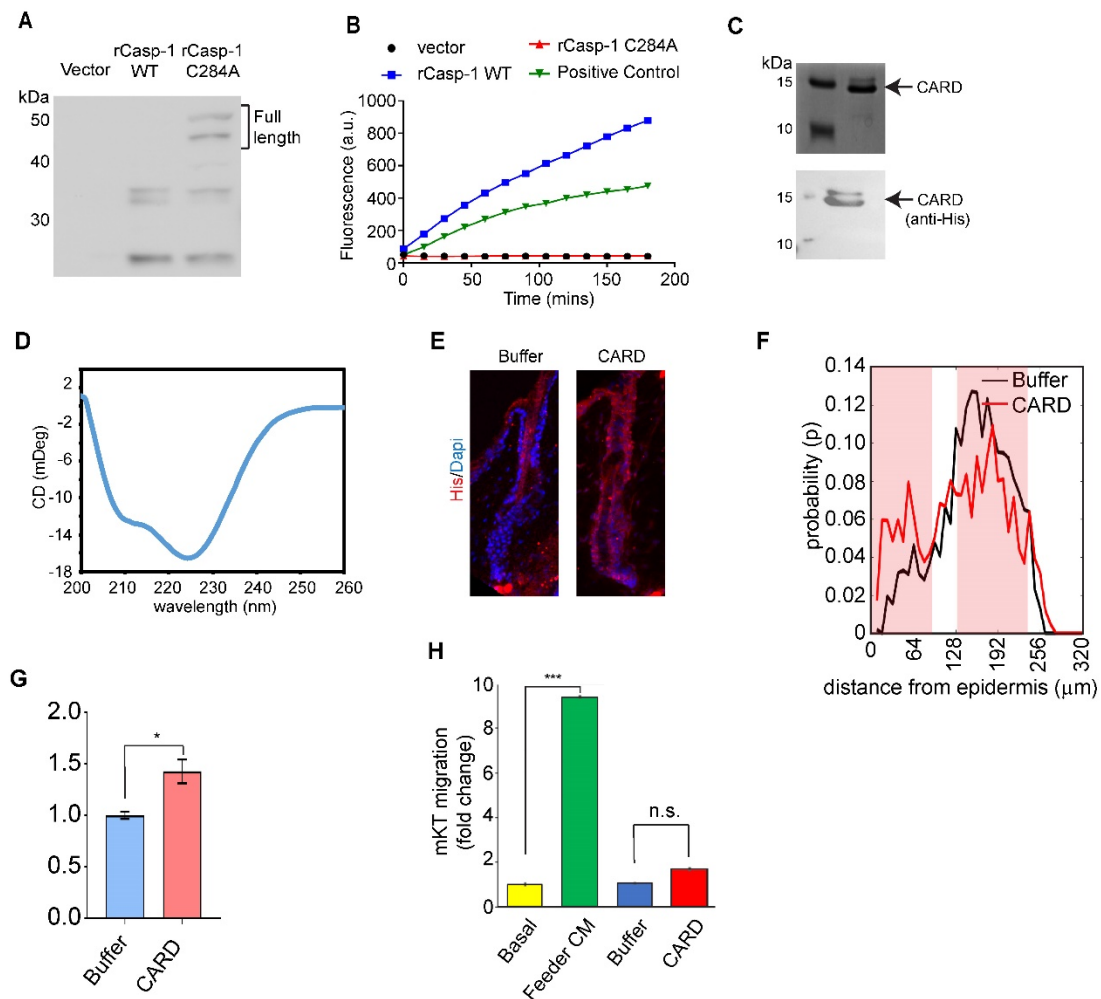 A
Vector
rCasp-1
WT
rCasp-1
C284A
kDa
50
40
30
Full
length
B
vector
rCasp-1 C284A
rCasp-1 WT
Positive Control
Fluorescence (a.u.)
1000
800
600
400
200
0
0 50 100 150 200
Time (mins)
C
kDa
15
10
CARD
15
10
CARD
(anti-His)
D
CD (mDeg)
2
-2
-6
-10
-14
-18
200 210 220 230 240 250 260
wavelength (nm)
E
Buffer CARD
His/Dapi
F
probability (p)
0.14
0.12
0.10
0.08
0.06
0.04
0.02
0
Buffer
CARD
0 64 128 192 256 320
distance from epidermis (μm)
G
2.0
1.5
1.0
0.5
0.0
*
Buffer
CARD
H
mKT migration
(fold change)
10
8
6
4
2
0
***
n.s.
Basal
Feeder CM
Buffer
CARD